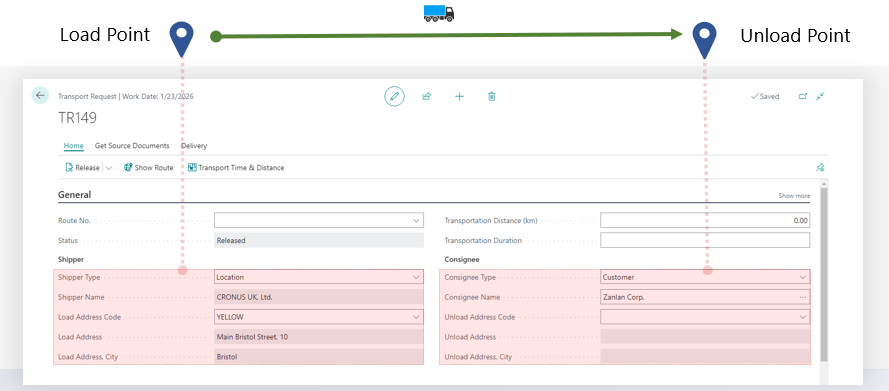 Load Point
Unload Point
Transport Request | Work Date: 1/23/2026
Saved
TR149
Home Get Source Documents Delivery
Release Show Route Transport Time & Distance
General Show more
Route No. Transportation Distance (km) 0.00
Status Released Transportation Duration
Shipper Consignee
Shipper Type Location Consignee Type Customer
Shipper Name CRONUS UK, Ltd. Consignee Name Zanlan Corp.
Load Address Code YELLOW Unload Address Code
Load Address Main Bristol Street, 10 Unload Address
Load Address, City Bristol Unload Address, City